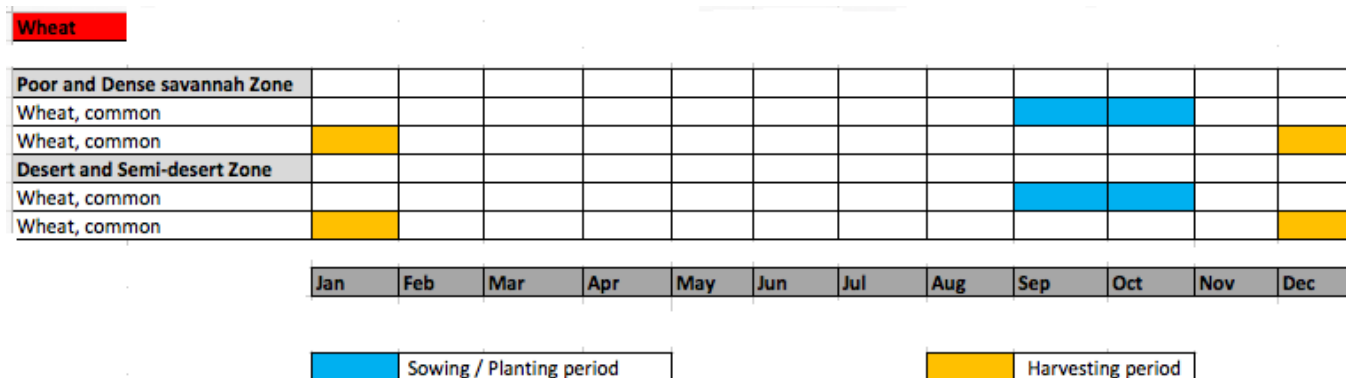 Wheat
Poor and Dense savannah Zone
Wheat, common
Wheat, common
Desert and Semi-desert Zone
Wheat, common
Wheat, common
Jan Feb Mar Apr May Jun Jul Aug Sep Oct Nov Dec
Sowing / Planting period Harvesting period